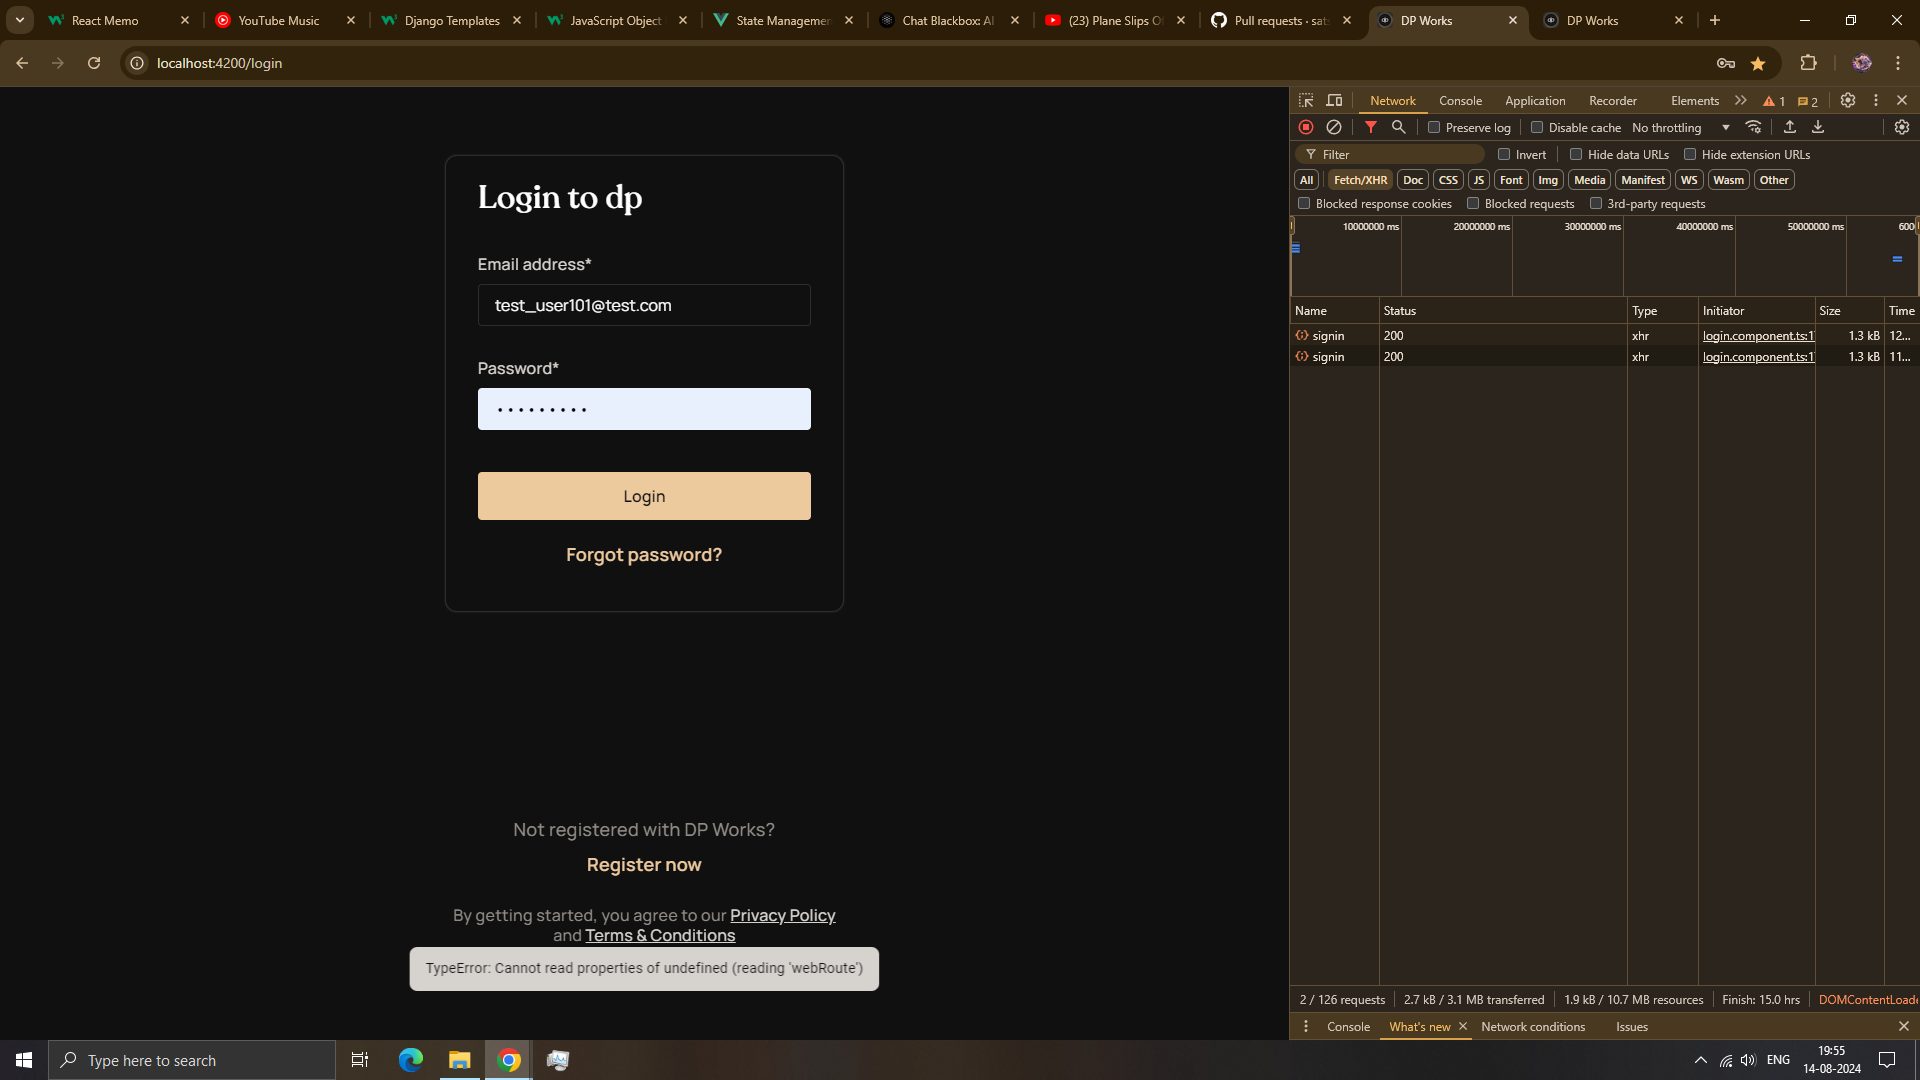 React Memo
YouTube Music
Django Templates
JavaScript Object
State Managemen
Chat Blackbox: AI
(23) Plane Slips Of
Pull requests · sat
DP Works
DP Works
localhost:4200/login
Login to dp
Email address*
test_user101@test.com
Password*
•••••••••
Login
Forgot password?
Not registered with DP Works?
Register now
By getting started, you agree to our Privacy Policy
and Terms & Conditions
TypeError: Cannot read properties of undefined (reading 'webRoute')
Network Console Application Recorder Elements 1 2
Preserve log Disable cache No throttling
Filter Invert Hide data URLs Hide extension URLs
All Fetch/XHR Doc CSS JS Font Img Media Manifest WS Wasm Other
Blocked response cookies Blocked requests 3rd-party requests
10000000 ms 20000000 ms 30000000 ms 40000000 ms 50000000 ms 600
Name Status Type Initiator Size Time
signin 200 xhr login.component.ts:1 1.3 kB 12...
signin 200 xhr login.component.ts:1 1.3 kB 11...
2 / 126 requests 2.7 kB / 3.1 MB transferred 1.9 kB / 10.7 MB resources Finish: 15.0 hrs DOMContentLoade
Console What's new Network conditions Issues
Type here to search
ENG
19:55
14-08-2024